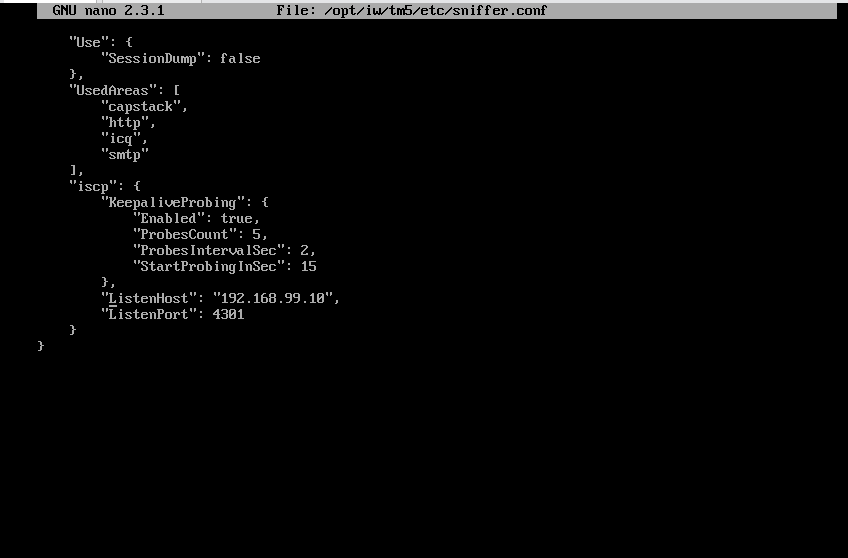 GNU nano 2.3.1 File: /opt/iw/tm5/etc/sniffer.conf
"Use": {
"SessionDump": false
},
"UsedAreas": [
"capstack",
"http",
"icq",
"smtp"
],
"iscp": {
"KeepaliveProbing": {
"Enabled": true,
"ProbesCount": 5,
"ProbesIntervalSec": 2,
"StartProbingInSec": 15
},
"ListenHost": "192.168.99.10",
"ListenPort": 4301
}
}